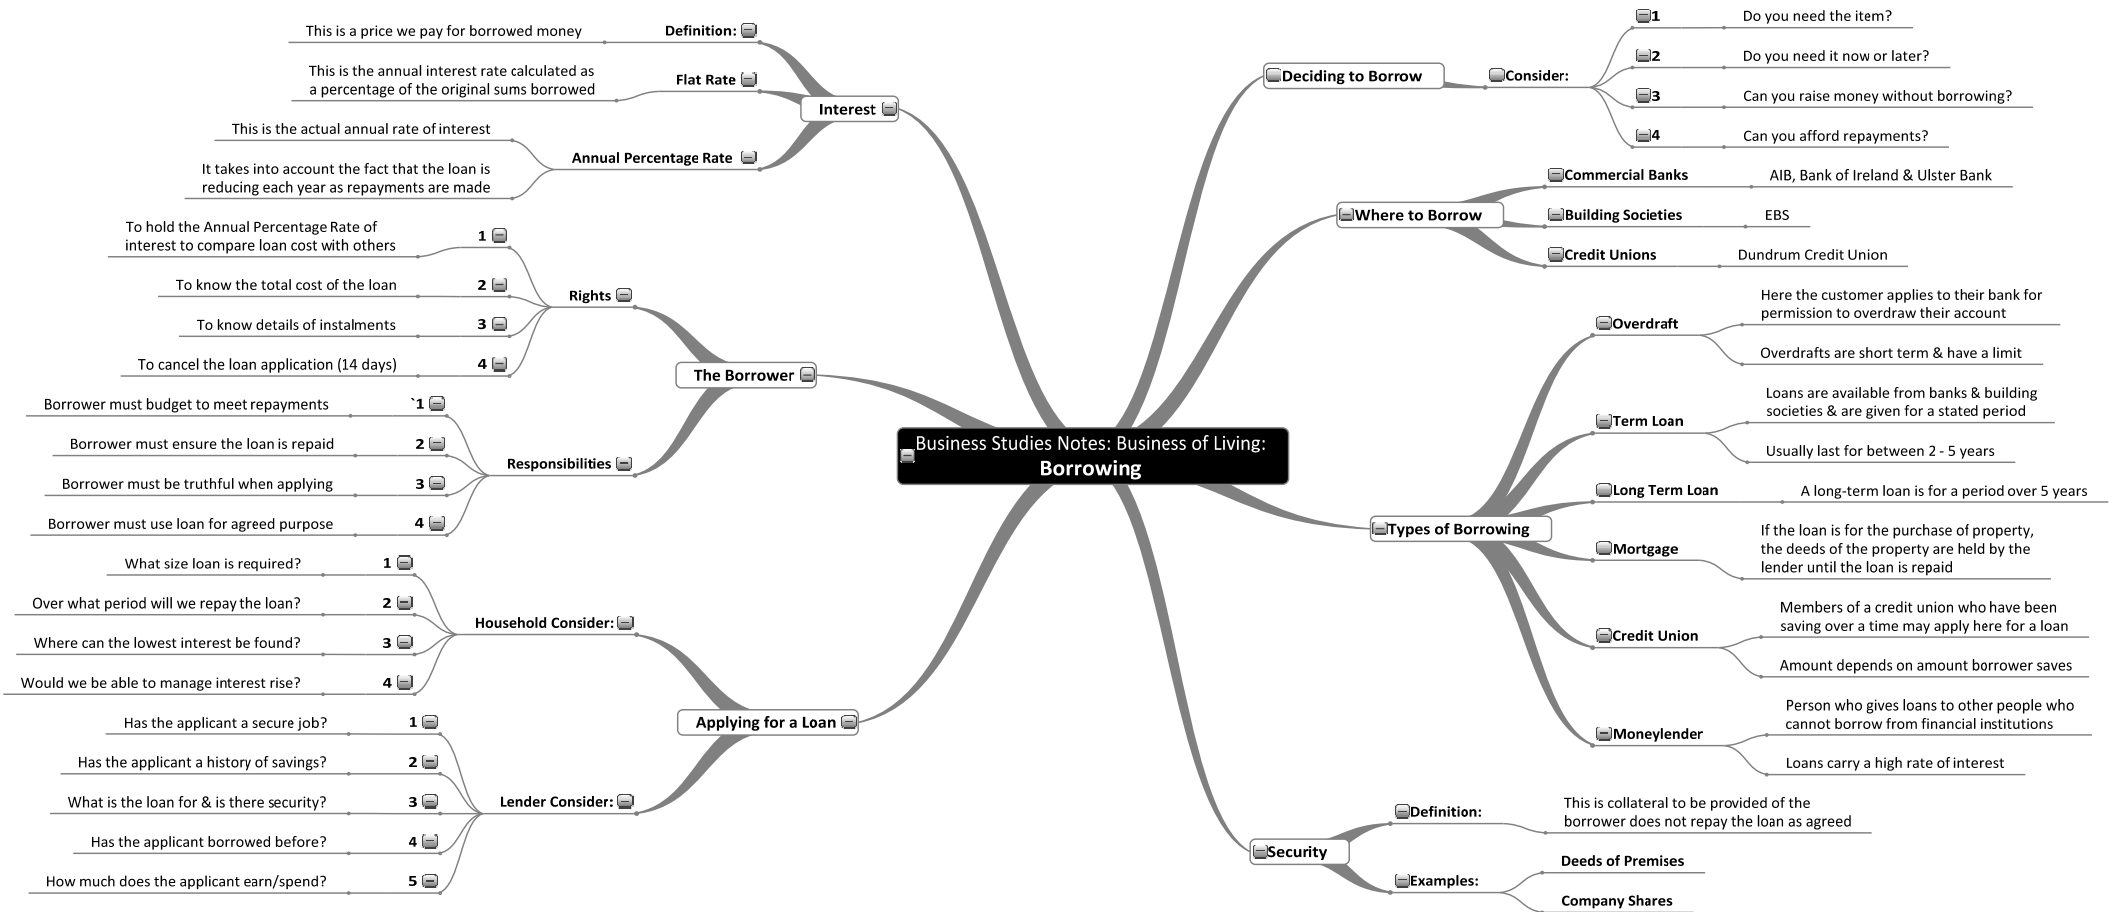 Business Studies Notes: Business of Living:
Borrowing
Deciding to Borrow
Consider:
1
Do you need the item?
2
Do you need it now or later?
3
Can you raise money without borrowing?
4
Can you afford repayments?
Where to Borrow
Commercial Banks
AIB, Bank of Ireland & Ulster Bank
Building Societies
EBS
Credit Unions
Dundrum Credit Union
Types of Borrowing
Overdraft
Here the customer applies to their bank for
permission to overdraw their account
Overdrafts are short term & have a limit
Term Loan
Loans are available from banks & building
societies & are given for a stated period
Usually last for between 2 - 5 years
Long Term Loan
A long-term loan is for a period over 5 years
Mortgage
If the loan is for the purchase of property,
the deeds of the property are held by the
lender until the loan is repaid
Credit Union
Members of a credit union who have been
saving over a time may apply here for a loan
Amount depends on amount borrower saves
Moneylender
Person who gives loans to other people who
cannot borrow from financial institutions
Loans carry a high rate of interest
Security
Definition:
This is collateral to be provided of the
borrower does not repay the loan as agreed
Examples:
Deeds of Premises
Company Shares
Interest
Definition:
This is a price we pay for borrowed money
Flat Rate
This is the annual interest rate calculated as
a percentage of the original sums borrowed
Annual Percentage Rate
This is the actual annual rate of interest
It takes into account the fact that the loan is
reducing each year as repayments are made
The Borrower
Rights
1
To hold the Annual Percentage Rate of
interest to compare loan cost with others
2
To know the total cost of the loan
3
To know details of instalments
4
To cancel the loan application (14 days)
Responsibilities
`1
Borrower must budget to meet repayments
2
Borrower must ensure the loan is repaid
3
Borrower must be truthful when applying
4
Borrower must use loan for agreed purpose
Applying for a Loan
Household Consider:
1
What size loan is required?
2
Over what period will we repay the loan?
3
Where can the lowest interest be found?
4
Would we be able to manage interest rise?
Lender Consider:
1
Has the applicant a secure job?
2
Has the applicant a history of savings?
3
What is the loan for & is there security?
4
Has the applicant borrowed before?
5
How much does the applicant earn/spend?